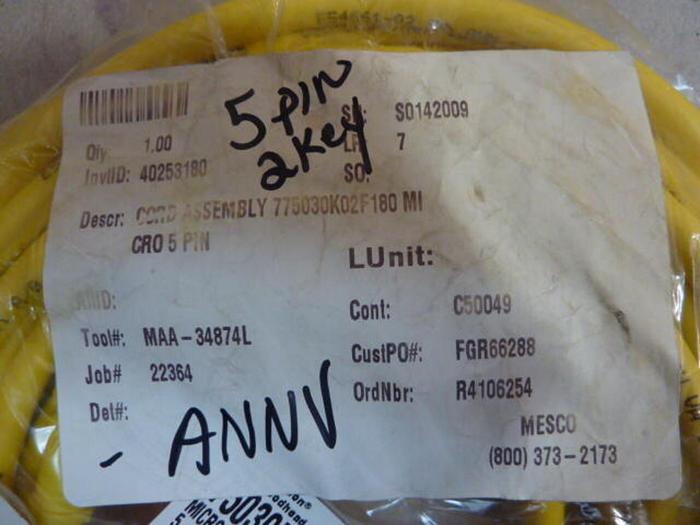 5 PIN
2 Key
S0142009
Qty: 1.00
7
InvtID: 40253180
SO:
Descr: CORD ASSEMBLY 775030K02F180 MI
CRO 5 PIN
LUnit:
Cont: C50049
Tool#: MAA-34874L
CustPO#: FGR66288
Job# 22364
OrdNbr: R4106254
Del#:
- ANNV
MESCO
(800) 373-2173